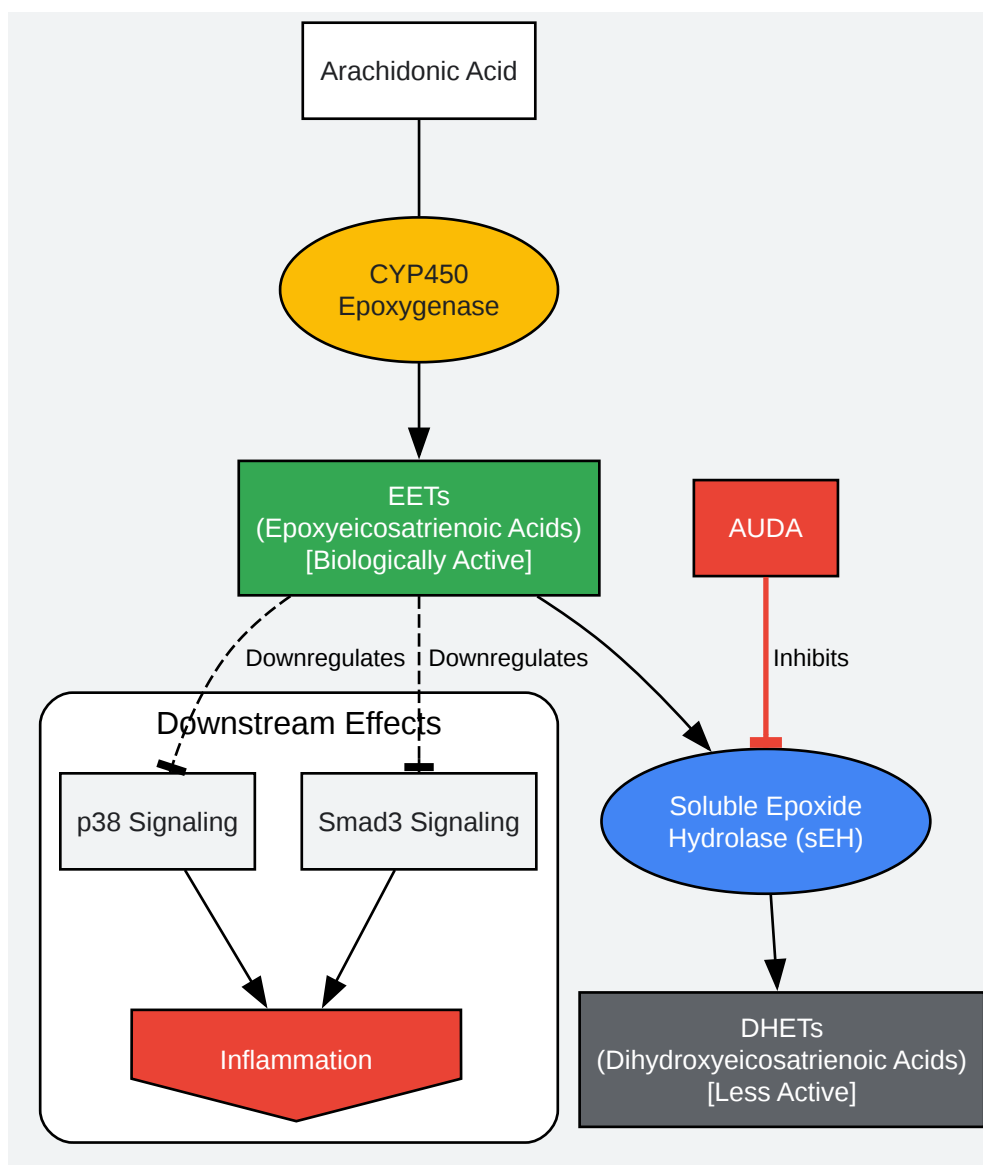 Arachidonic Acid
CYP450
Epoxygenase
EETs
(Epoxyeicosatrienoic Acids)
[Biologically Active]
AUDA
Downregulates
Downregulates
Inhibits
Downstream Effects
p38 Signaling
Smad3 Signaling
Soluble Epoxide
Hydrolase (sEH)
Inflammation
DHETs
(Dihydroxyeicosatrienoic Acids)
[Less Active]